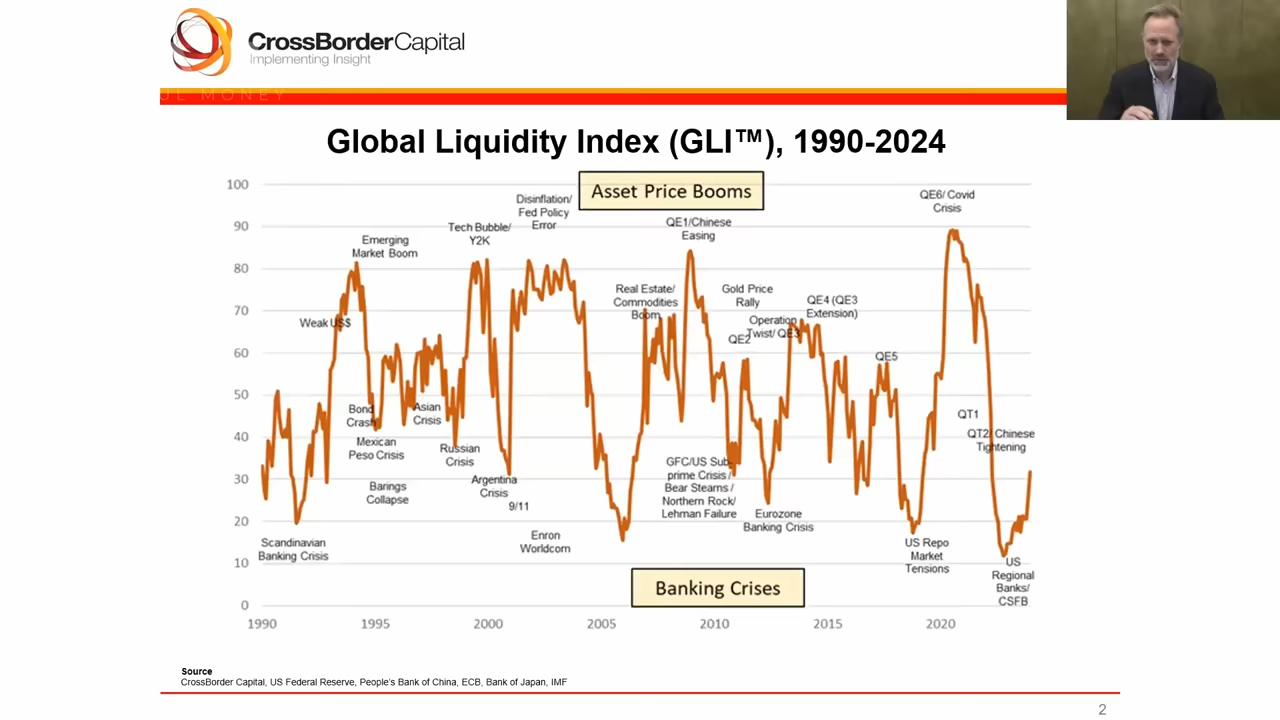 CrossBorderCapital
Implementing Insight
UL MONEY
Global Liquidity Index (GLI™), 1990-2024
100
90
80
70
60
50
40
30
20
10
0
Asset Price Booms
Weak US$
Emerging
Market Boom
Tech Bubble/
Y2K
Disinflation/
Fed Policy
Error
Real Estate/
Commodities
Boom
QE1/Chinese
Easing
Gold Price
Rally
QE2
Operation
Twist/ QE3
QE4 (QE3
Extension)
QE5
QE6/ Covid
Crisis
QT1
QT2/ Chinese
Tightening
Scandinavian
Banking Crisis
Bond
Crash
Mexican
Peso Crisis
Barings
Collapse
Asian
Crisis
Russian
Crisis
Argentina
Crisis
9/11
Enron
Worldcom
GFC/US Sub-
prime Crisis /
Bear Stearns /
Northern Rock/
Lehman Failure
Eurozone
Banking Crisis
US Repo
Market
Tensions
US
Regional
Banks/
CSFB
Banking Crises
1990
1995
2000
2005
2010
2015
2020
Source
CrossBorder Capital, US Federal Reserve, People's Bank of China, ECB, Bank of Japan, IMF
2